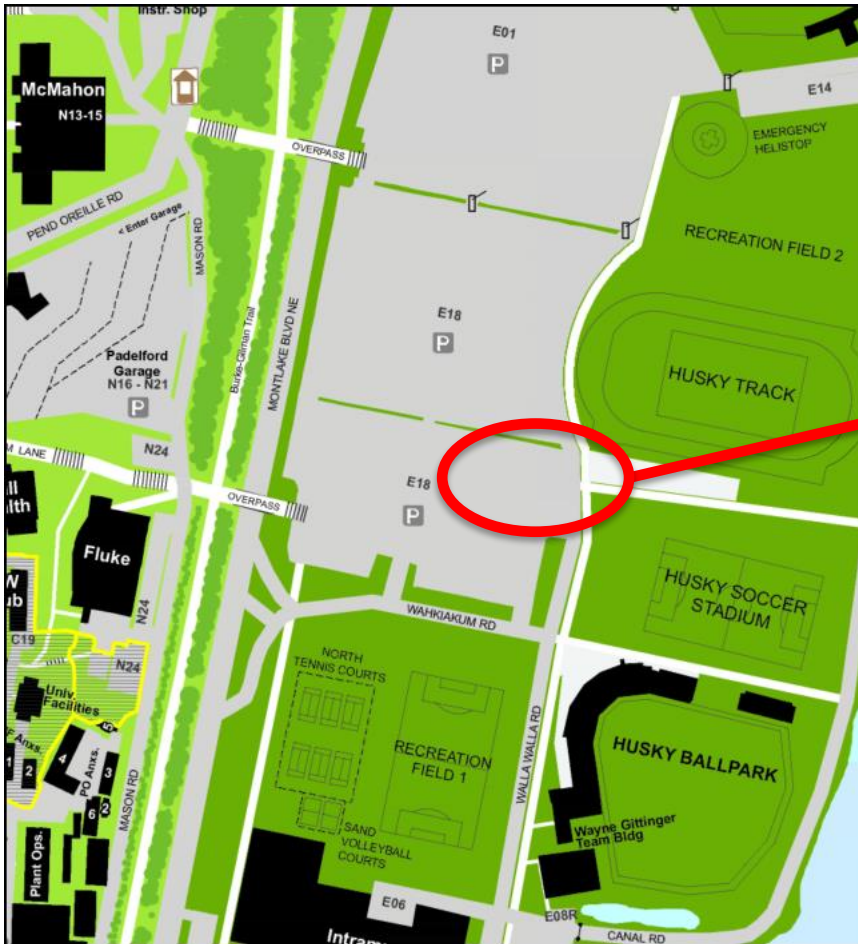 Instr. Shop
E01
P
McMahon
N13-15
E14
EMERGENCY
HELISTOP
OVERPASS
PEND OREILLE RD
< Enter Garage
MASON RD
RECREATION FIELD 2
E18
P
Burke-Gilman Trail
MONTLAKE BLVD NE
Padelford
Garage
N16 - N21
P
HUSKY TRACK
M LANE
N24
E18
P
OVERPASS
Fluke
HUSKY SOCCER
STADIUM
N24
WAHKIAKUM RD
C19
N24
NORTH
TENNIS COURTS
Univ.
Facilities
WALLA WALLA RD
HUSKY BALLPARK
RECREATION
FIELD 1
Anxs.
1
2
4
PO Anxs.
3
5
2
6
MASON RD
SAND
VOLLEYBALL
COURTS
Wayne Gittinger
Team Bldg
Plant Ops.
E06
E08R
CANAL RD
Intram